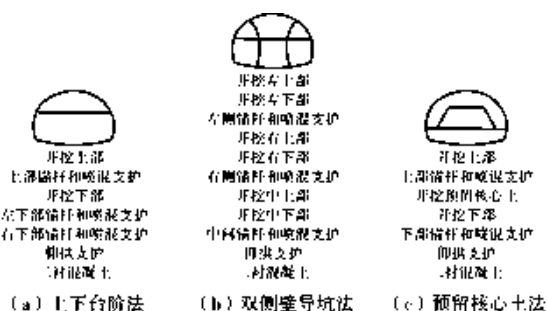 开挖上部
上部锚杆和喷混支护
开挖下部
左下部锚杆和喷混支护
右下部锚杆和喷混支护
仰拱支护
二衬混凝土
(a) 上下台阶法
开挖左上部
开挖左下部
左侧锚杆和喷混支护
开挖右上部
开挖右下部
右侧锚杆和喷混支护
开挖中上部
开挖中下部
中间锚杆和喷混支护
仰拱支护
二衬混凝土
(b) 双侧壁导坑法
开挖上部
上部锚杆和喷混支护
开挖预留核心土
开挖下部
下部锚杆和喷混支护
仰拱支护
二衬混凝土
(c) 预留核心土法